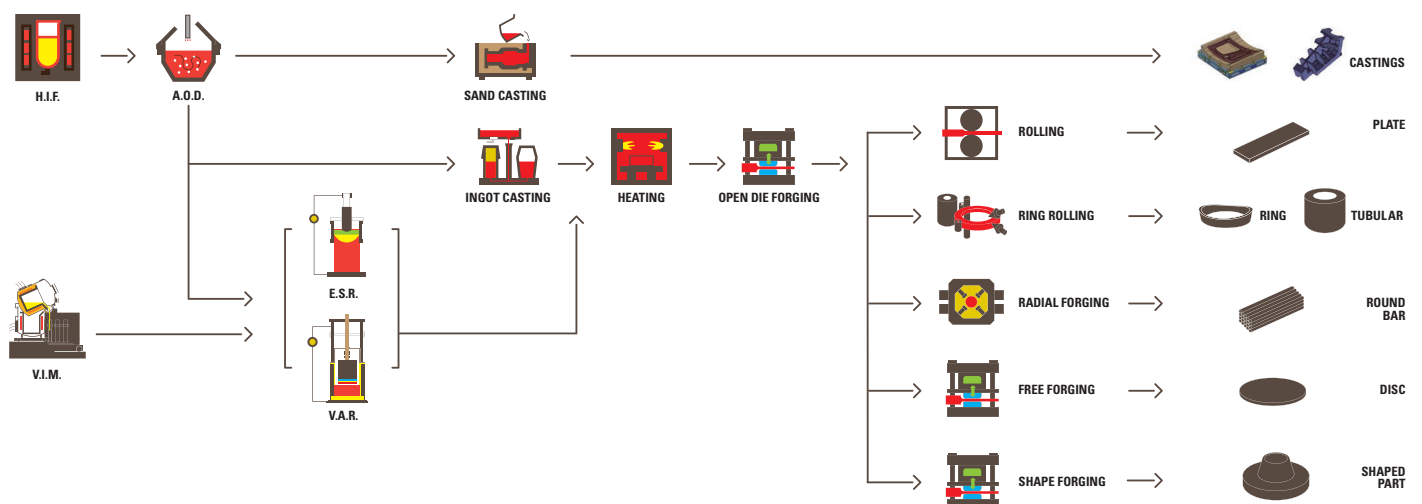 H.I.F.
A.O.D.
SAND CASTING
CASTINGS
INGOT CASTING
HEATING
OPEN DIE FORGING
ROLLING
PLATE
RING ROLLING
RING
TUBULAR
E.S.R.
RADIAL FORGING
ROUND
BAR
V.I.M.
V.A.R.
FREE FORGING
DISC
SHAPE FORGING
SHAPED
PART